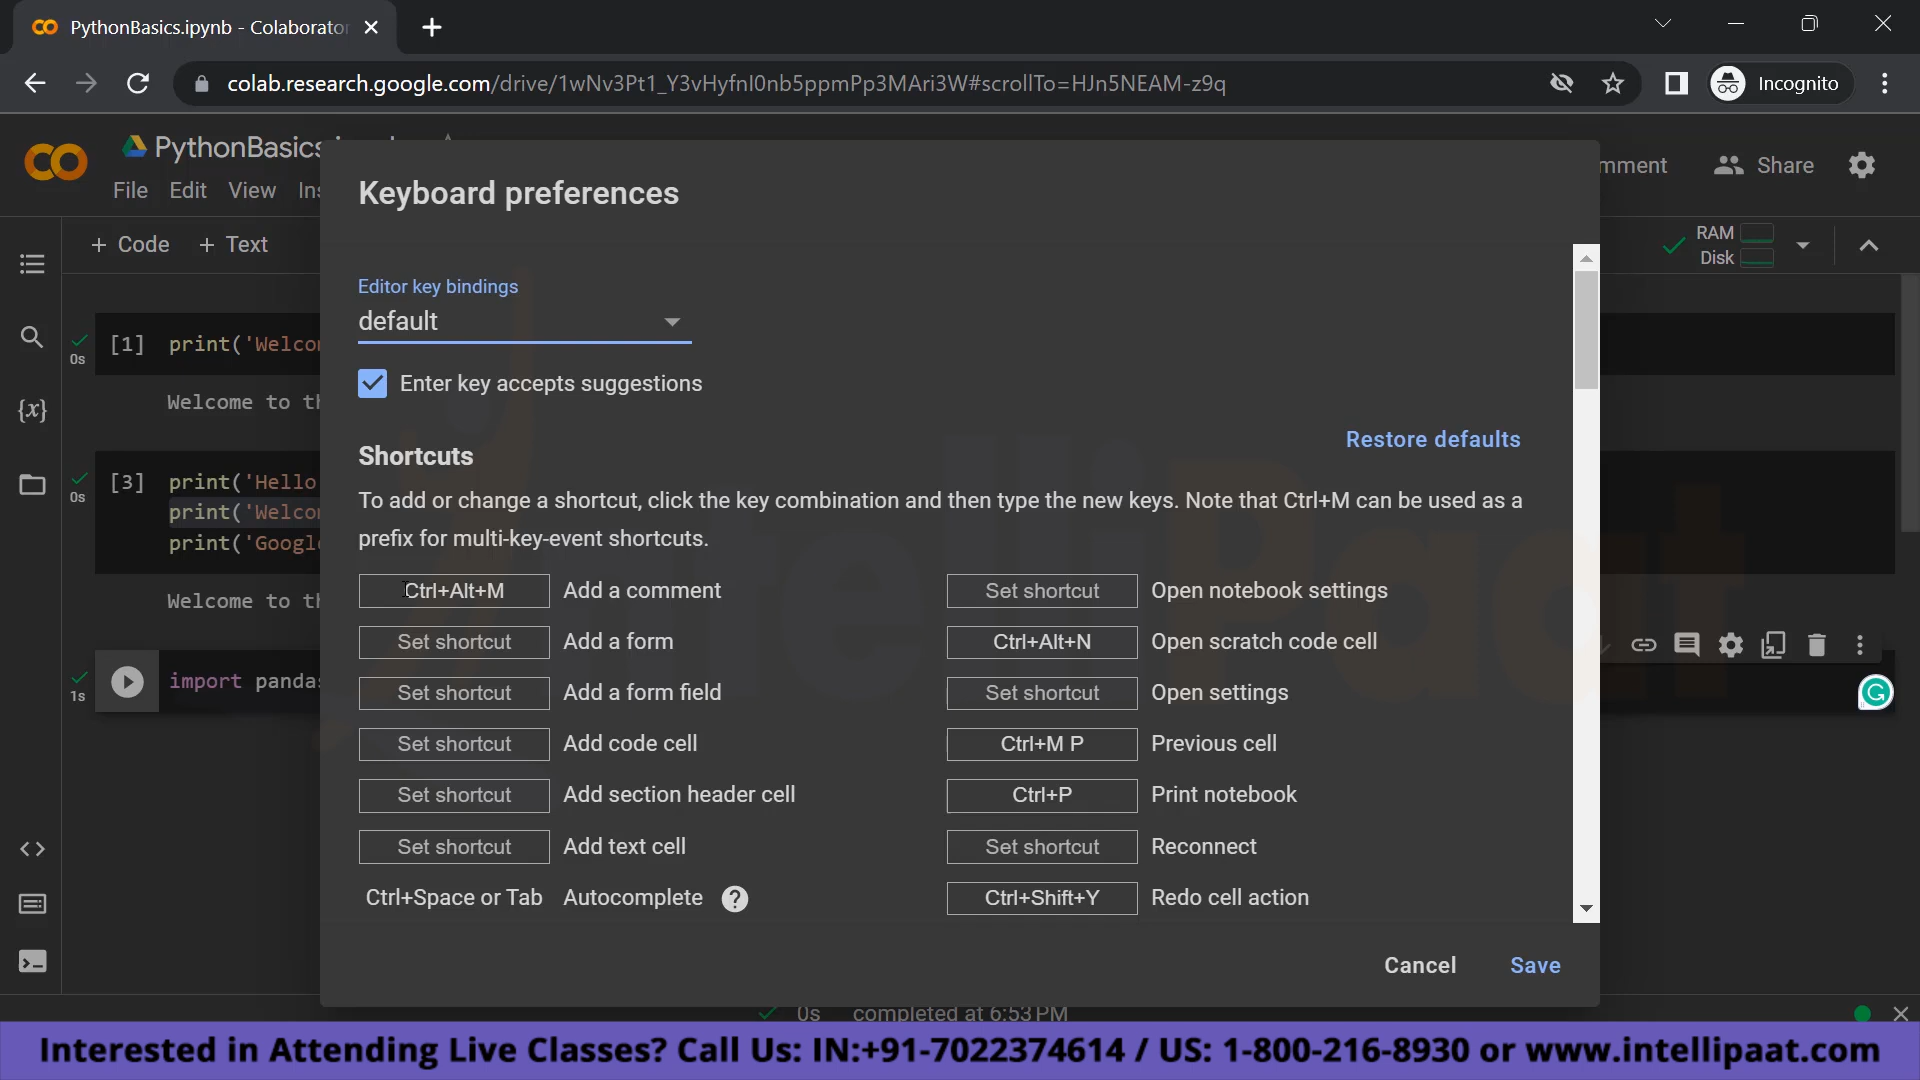 PythonBasics.ipynb - Colaborator
colab.research.google.com/drive/1wNv3Pt1_Y3vHyfnI0nb5ppmPp3MAri3W#scrollTo=HJn5NEAM-z9q
Incognito
PythonBasics
File Edit View Ins
mment
Share
+ Code + Text
RAM
Disk
Keyboard preferences
Editor key bindings
default
Enter key accepts suggestions
Restore defaults
Shortcuts
To add or change a shortcut, click the key combination and then type the new keys. Note that Ctrl+M can be used as a
prefix for multi-key-event shortcuts.
Ctrl+Alt+M Add a comment
Set shortcut Add a form
Set shortcut Add a form field
Set shortcut Add code cell
Set shortcut Add section header cell
Set shortcut Add text cell
Ctrl+Space or Tab Autocomplete ?
Set shortcut Open notebook settings
Ctrl+Alt+N Open scratch code cell
Set shortcut Open settings
Ctrl+M P Previous cell
Ctrl+P Print notebook
Set shortcut Reconnect
Ctrl+Shift+Y Redo cell action
Cancel Save
0s [1] print('Welcom
Welcome to th
0s [3] print('Hello
print('Welcom
print('Google
Welcome to th
1s import pandas
{x}
0s completed at 6:53 PM
IntelliPaat
Interested in Attending Live Classes? Call Us: IN:+91-7022374614 / US: 1-800-216-8930 or www.intellipaat.com